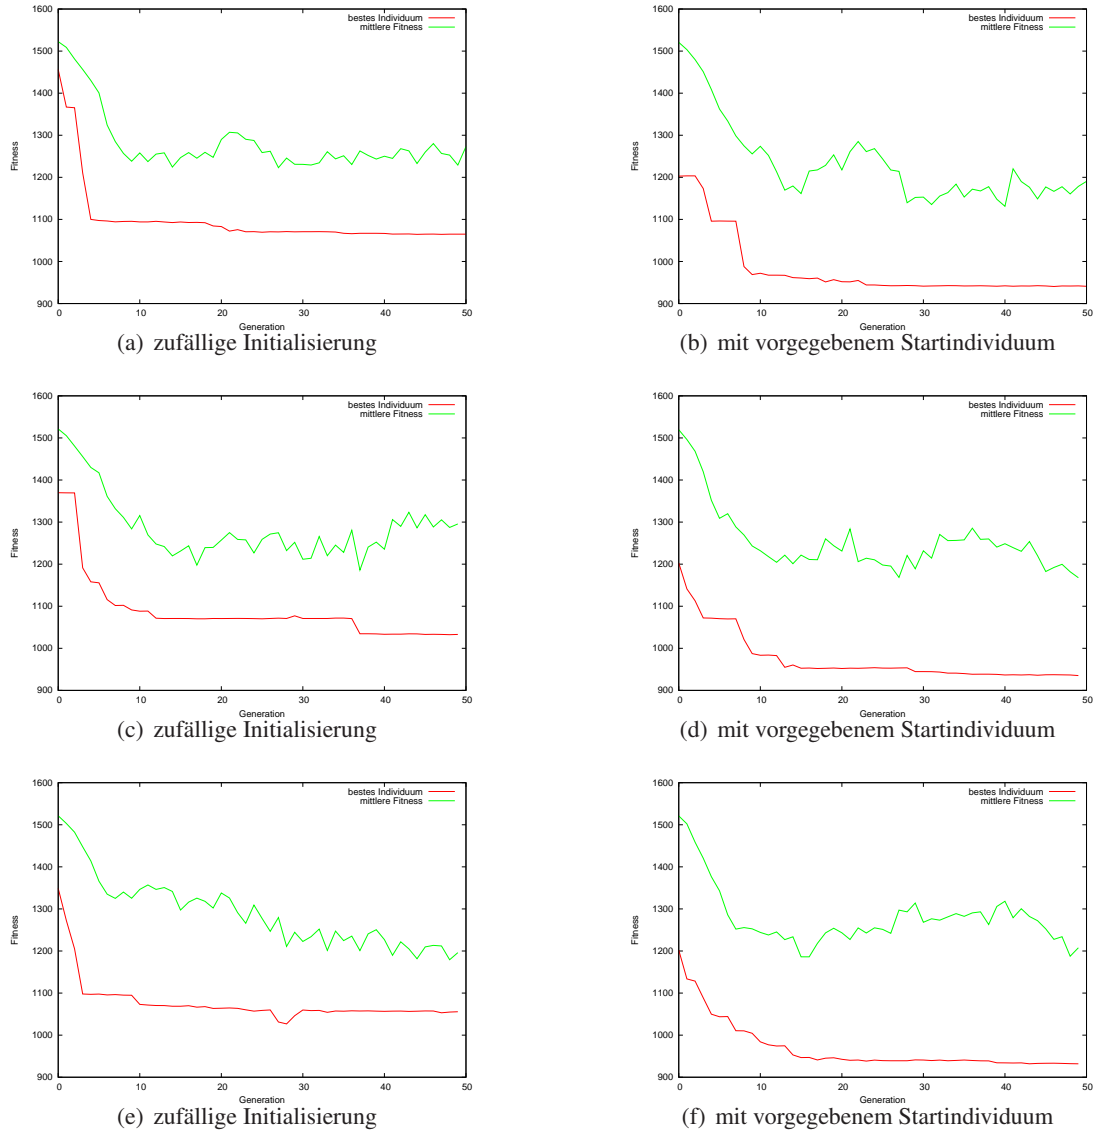 1600
1500
1400
1300
1200
1100
1000
900
0 10 20 30 40 50
Fitness
Generation
bestes Individuum
mittlere Fitness
(a) zufällige Initialisierung
1600
1500
1400
1300
1200
1100
1000
900
0 10 20 30 40 50
Fitness
Generation
bestes Individuum
mittlere Fitness
(b) mit vorgegebenem Startindividuum
1600
1500
1400
1300
1200
1100
1000
900
0 10 20 30 40 50
Fitness
Generation
bestes Individuum
mittlere Fitness
(c) zufällige Initialisierung
1600
1500
1400
1300
1200
1100
1000
900
0 10 20 30 40 50
Fitness
Generation
bestes Individuum
mittlere Fitness
(d) mit vorgegebenem Startindividuum
1600
1500
1400
1300
1200
1100
1000
900
0 10 20 30 40 50
Fitness
Generation
bestes Individuum
mittlere Fitness
(e) zufällige Initialisierung
1600
1500
1400
1300
1200
1100
1000
900
0 10 20 30 40 50
Fitness
Generation
bestes Individuum
mittlere Fitness
(f) mit vorgegebenem Startindividuum